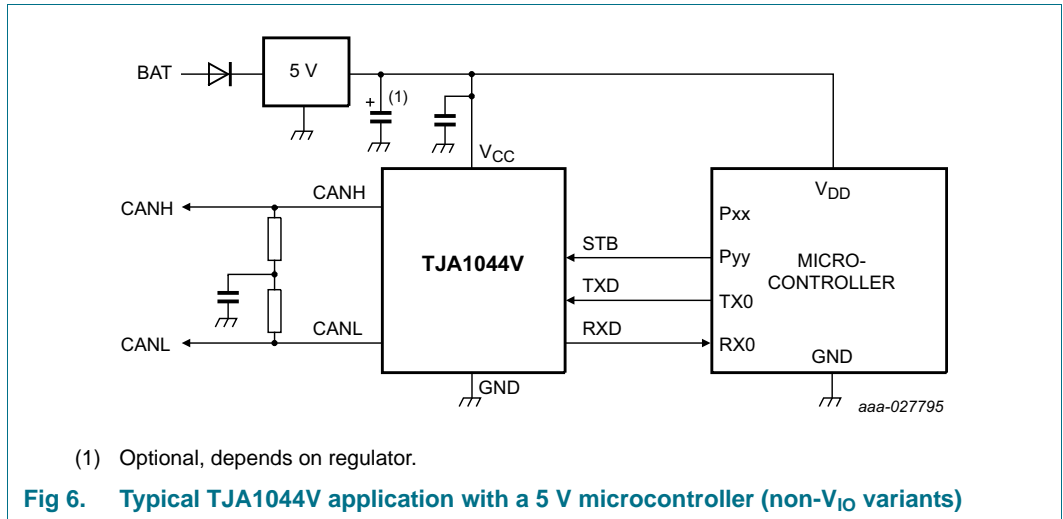 BAT
5 V
+
(1)
VCC
CANH
CANH
CANL
CANL
TJA1044V
GND
STB
TXD
RXD
VDD
Pxx
Pyy
TX0
RX0
MICRO-
CONTROLLER
GND
aaa-027795
(1) Optional, depends on regulator.
Fig 6. Typical TJA1044V application with a 5 V microcontroller (non-VIO variants)